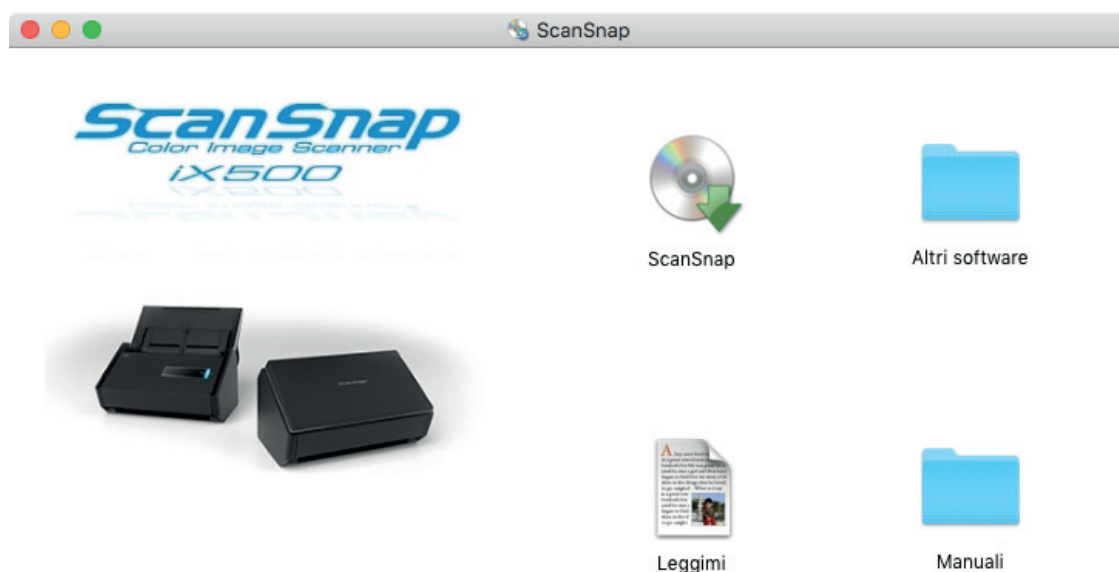 ScanSnap
ScanSnap
Color Image Scanner
iX500
ScanSnap
Altri software
Leggimi
Manuali